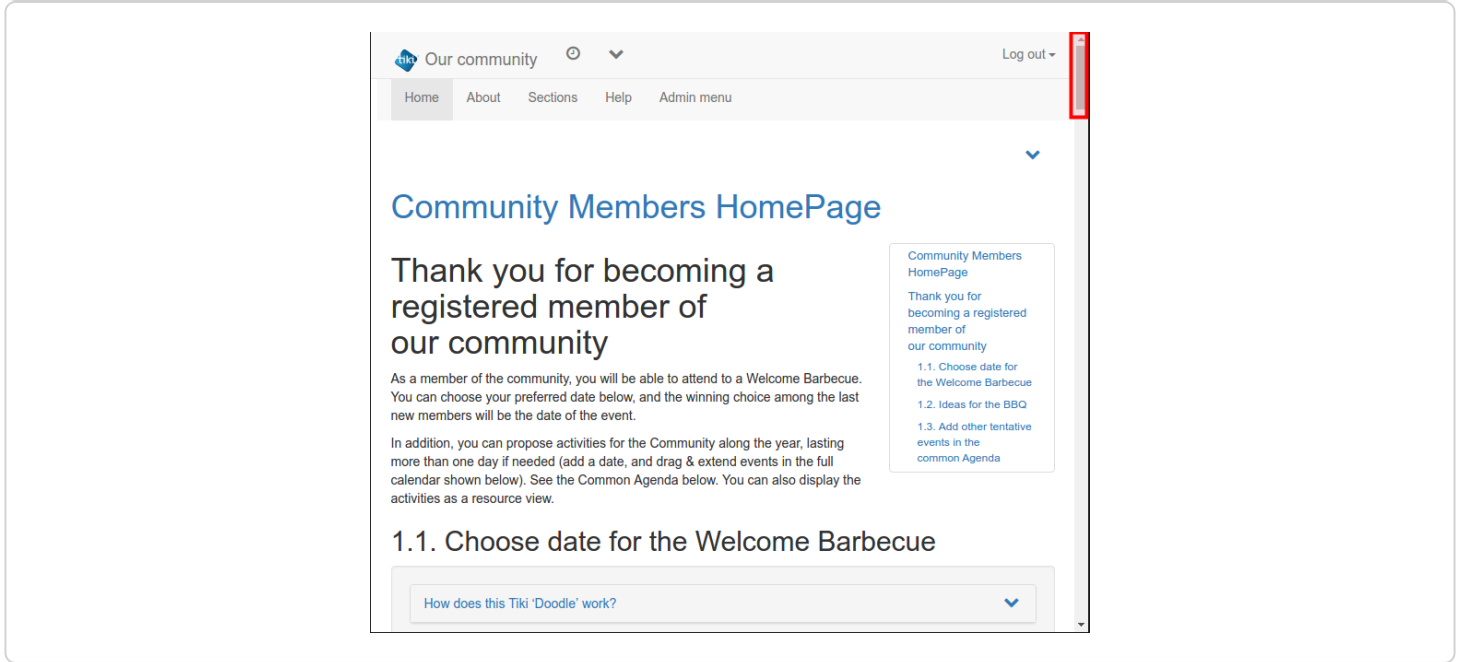 tiki Our community Log out
Home About Sections Help Admin menu
Community Members HomePage
Thank you for becoming a
registered member of
our community
As a member of the community, you will be able to attend to a Welcome Barbecue.
You can choose your preferred date below, and the winning choice among the last
new members will be the date of the event.
In addition, you can propose activities for the Community along the year, lasting
more than one day if needed (add a date, and drag & extend events in the full
calendar shown below). See the Common Agenda below. You can also display the
activities as a resource view.
Community Members
HomePage
Thank you for
becoming a registered
member of
our community
1.1. Choose date for
the Welcome Barbecue
1.2. Ideas for the BBQ
1.3. Add other tentative
events in the
common Agenda
1.1. Choose date for the Welcome Barbecue
How does this Tiki ‘Doodle’ work?